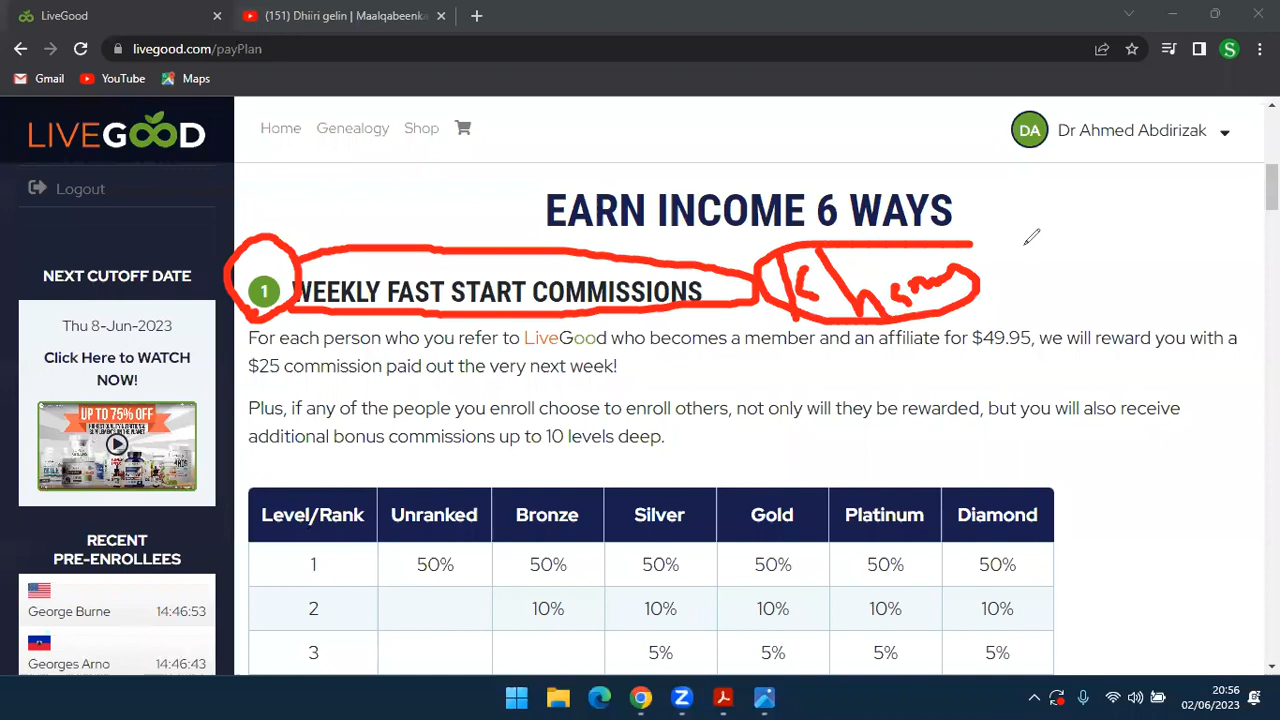 LiveGood
(151) Dhiiri gelin | Maalqabeenka
livegood.com/payPlan
S
Gmail
YouTube
Maps
LIVEGOOD
Home
Genealogy
Shop
DA
Dr Ahmed Abdirizak
Logout
EARN INCOME 6 WAYS
NEXT CUTOFF DATE
Thu 8-Jun-2023
Click Here to WATCH
NOW!
UP TO 75% OFF
1
WEEKLY FAST START COMMISSIONS
For each person who you refer to LiveGood who becomes a member and an affiliate for $49.95, we will reward you with a
$25 commission paid out the very next week!
Plus, if any of the people you enroll choose to enroll others, not only will they be rewarded, but you will also receive
additional bonus commissions up to 10 levels deep.
Level/Rank Unranked Bronze Silver Gold Platinum Diamond
1 50% 50% 50% 50% 50% 50%
2 10% 10% 10% 10% 10%
3 5% 5% 5% 5%
RECENT
PRE-ENROLLEES
George Burne 14:46:53
Georges Arno 14:46:43
20:56
02/06/2023